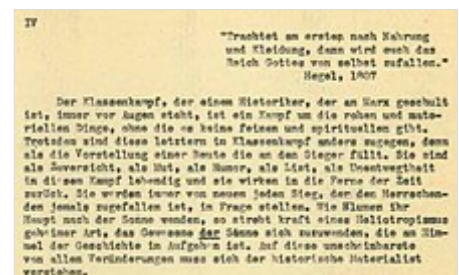 IV
"Trachtet am ersten nach Nahrung
und Kleidung, dann wird euch das
Reich Gottes von selbst zufallen."
Hegel, 1807
Der Klassenkampf, der einem Historiker, der an Marx geschult
ist, immer vor Augen steht, ist ein Kampf um die rohen und mate-
riellen Dinge, ohne die es keine feinen und spirituellen gibt.
Trotzdem sind diese letztern im Klassenkampf anders zugegen, denn
als die Vorstellung einer Beute die an den Sieger fällt. Sie sind
als Zuversicht, als Mut, als Humor, als List, als Unentwegtheit
in diesem Kampf lebendig und sie wirken in die Ferne der Zeit
zurück. Sie werden immer von neuem jeden Sieg, der den Herrschen-
den jemals zugefallen ist, in Frage stellen. Wie Blumen ihr
Haupt nach der Sonne wenden, so strebt kraft eines Heliotropismus
geheimer Art, das Gewesene der Sonne sich zuzuwenden, die am Him-
mel der Geschichte im Aufgehen ist. Auf diese unscheinbarste
von allen Veränderungen muss sich der historische Materialist
verstehen.